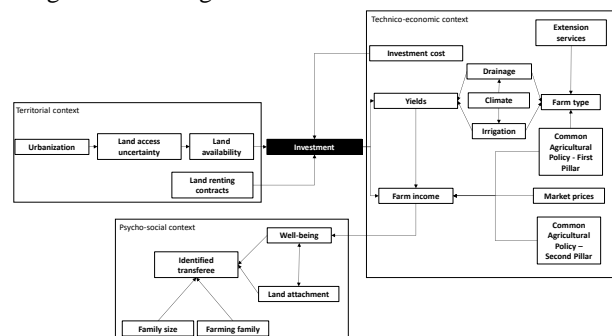 Technico-economic context
Extension
services
Investment cost
Drainage
Territorial context
Yields
Climate
Farm type
Urbanization
Land access
uncertainty
Land
availability
Investment
Irrigation
Common
Agricultural
Policy - First
Pillar
Land renting
contracts
Farm income
Market prices
Psycho-social context
Well-being
Common
Agricultural
Policy –
Second Pillar
Identified
transferee
Land attachment
Family size
Farming family